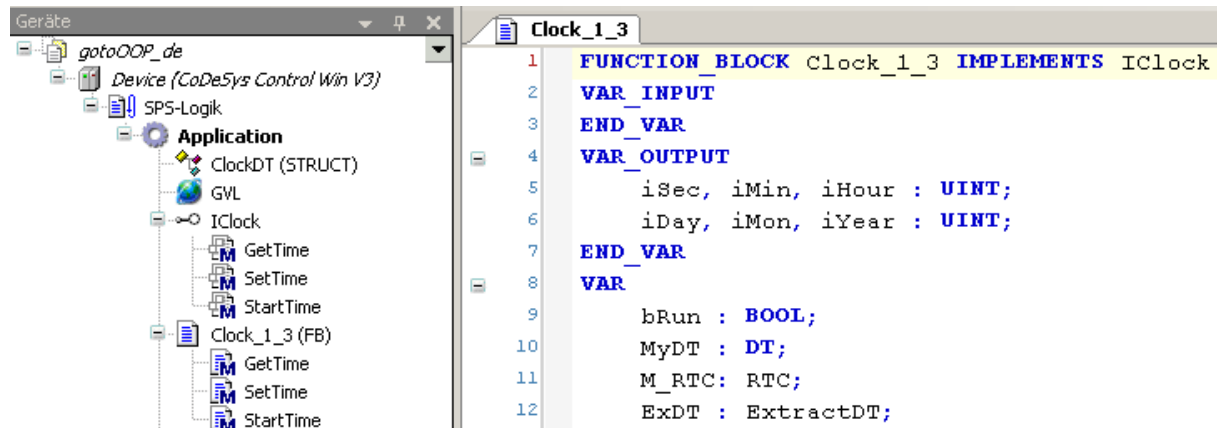 Geräte
gotoOOP_de
Device (CoDeSys Control Win V3)
SPS-Logik
Application
ClockDT (STRUCT)
GVL
IClock
GetTime
SetTime
StartTime
Clock_1_3 (FB)
GetTime
SetTime
StartTime
Clock_1_3
1 FUNCTION_BLOCK Clock_1_3 IMPLEMENTS IClock
2 VAR_INPUT
3 END_VAR
4 VAR_OUTPUT
5 iSec, iMin, iHour : UINT;
6 iDay, iMon, iYear : UINT;
7 END_VAR
8 VAR
9 bRun : BOOL;
10 MyDT : DT;
11 M_RTC: RTC;
12 ExDT : ExtractDT;